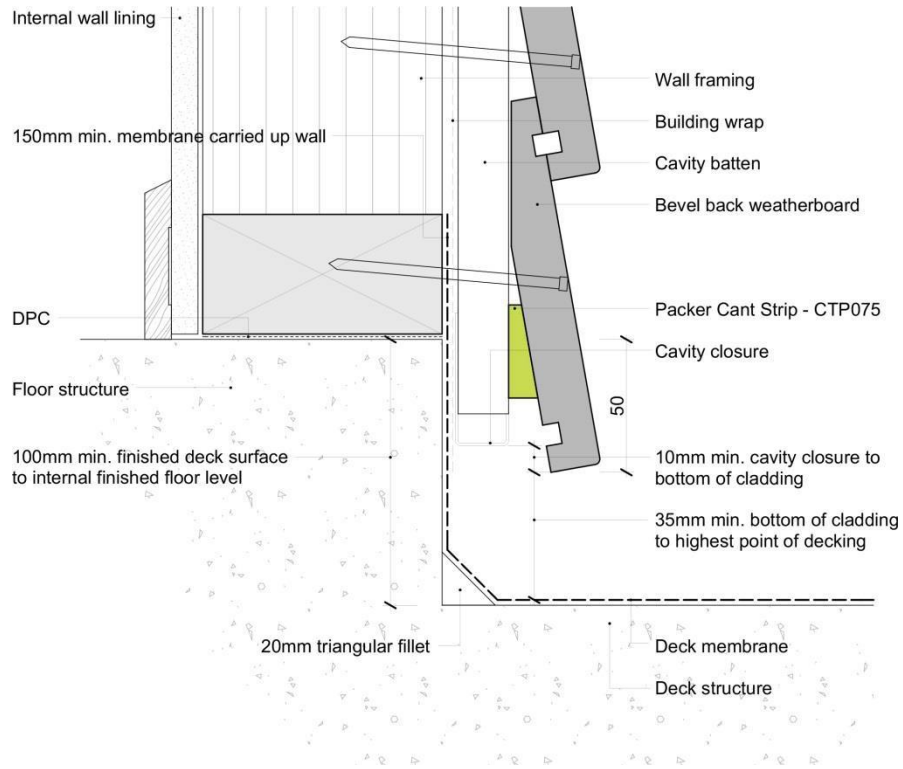 Internal wall lining
150mm min. membrane carried up wall
DPC
Floor structure
100mm min. finished deck surface
to internal finished floor level
20mm triangular fillet
Wall framing
Building wrap
Cavity batten
Bevel back weatherboard
Packer Cant Strip - CTP075
Cavity closure
50
10mm min. cavity closure to
bottom of cladding
35mm min. bottom of cladding
to highest point of decking
Deck membrane
Deck structure